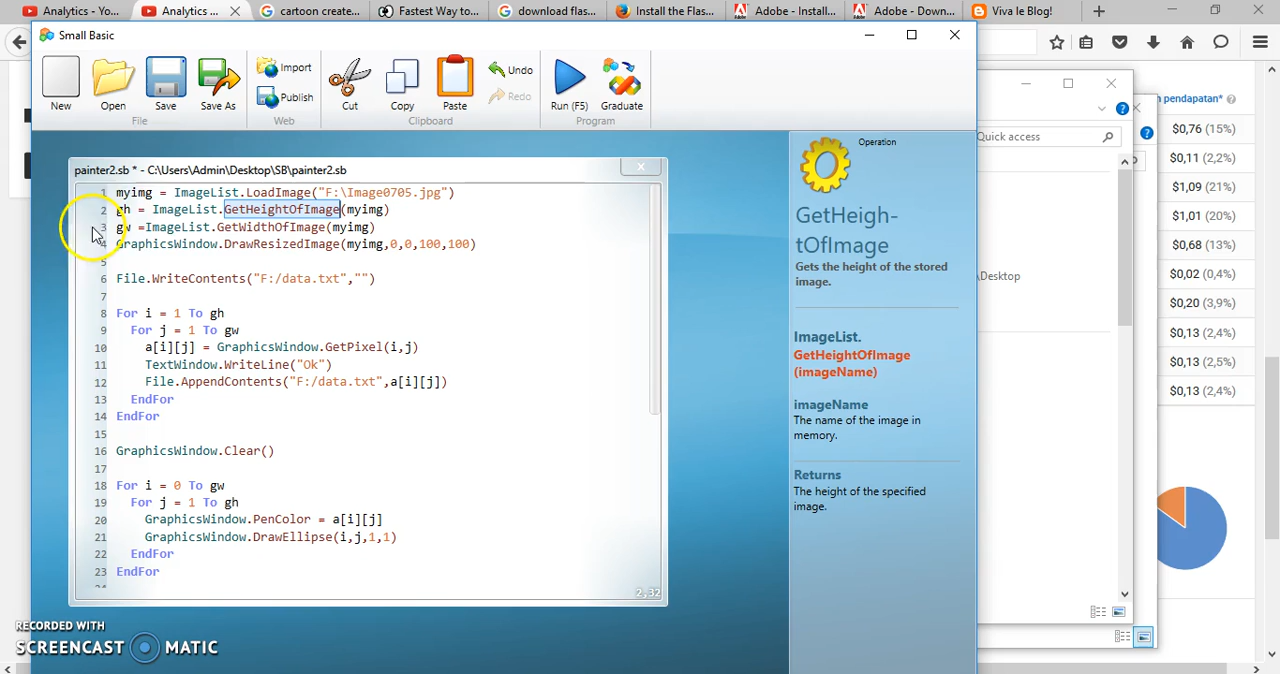 Analytics - Yo...
Analytics ...
cartoon create...
Fastest Way to...
download flas...
Install the Flas...
Adobe - Install...
Adobe - Down...
Viva le Blog!
Small Basic
New
Open
Save
Save As
Import
Publish
Cut
Copy
Paste
Undo
Redo
Run (F5)
Graduate
File
Web
Clipboard
Program
painter2.sb * - C:\Users\Admin\Desktop\SB\painter2.sb
1 myimg = ImageList.LoadImage("F:\Image0705.jpg")
2 gh = ImageList.GetHeightOfImage(myimg)
3 gw =ImageList.GetWidthOfImage(myimg)
4 GraphicsWindow.DrawResizedImage(myimg,0,0,100,100)
5
6 File.WriteContents("F:/data.txt","")
7
8 For i = 1 To gh
9 For j = 1 To gw
10 a[i][j] = GraphicsWindow.GetPixel(i,j)
11 TextWindow.WriteLine("Ok")
12 File.AppendContents("F:/data.txt",a[i][j])
13 EndFor
14 EndFor
15
16 GraphicsWindow.Clear()
17
18 For i = 0 To gw
19 For j = 1 To gh
20 GraphicsWindow.PenColor = a[i][j]
21 GraphicsWindow.DrawEllipse(i,j,1,1)
22 EndFor
23 EndFor
2,32
Operation
GetHeigh-
tOfImage
Gets the height of the stored
image.
ImageList.
GetHeightOfImage
(imageName)
imageName
The name of the image in
memory.
Returns
The height of the specified
image.
Quick access
\Desktop
pendapatan*
$0,76 (15%)
$0,11 (2,2%)
$1,09 (21%)
$1,01 (20%)
$0,68 (13%)
$0,02 (0,4%)
$0,20 (3,9%)
$0,13 (2,4%)
$0,13 (2,5%)
$0,13 (2,4%)
RECORDED WITH
SCREENCAST MATIC